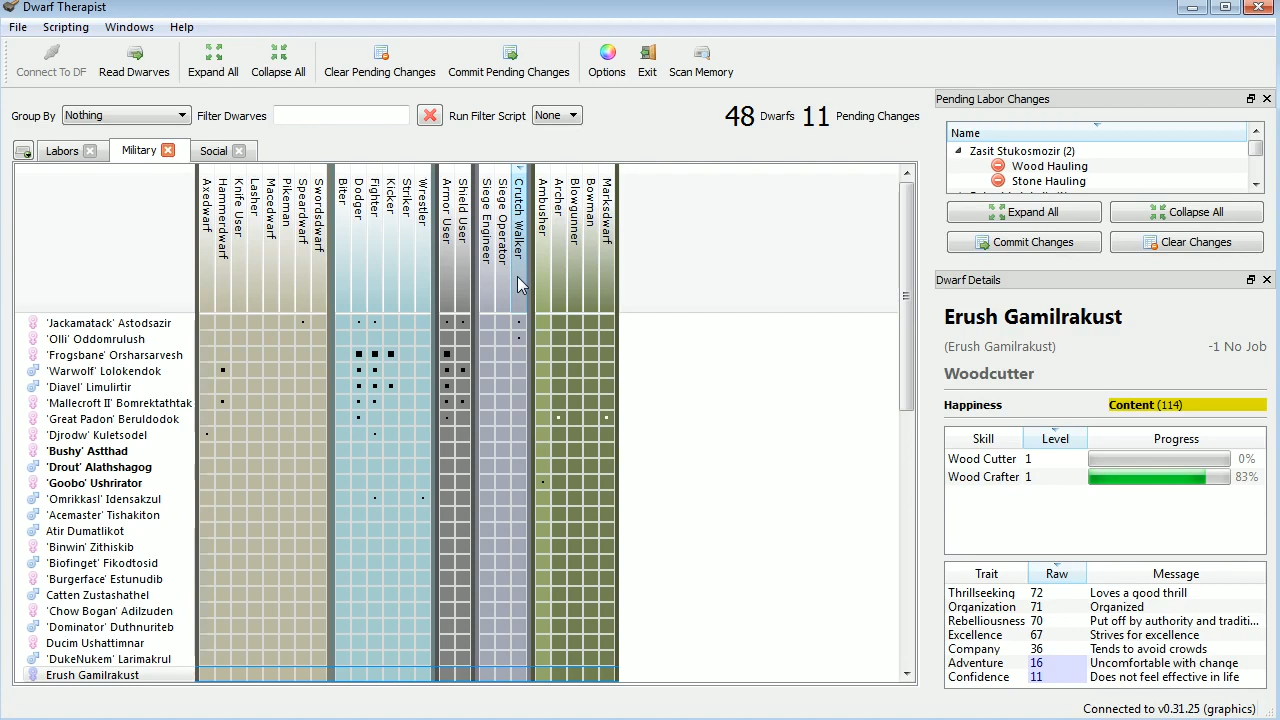 Dwarf Therapist
File Scripting Windows Help
Connect To DF Read Dwarves Expand All Collapse All Clear Pending Changes Commit Pending Changes Options Exit Scan Memory
Group By Nothing Filter Dwarves Run Filter Script None 48 Dwarfs 11 Pending Changes
Labors Military Social
Axedwarf
Hammerdwarf
Knife User
Lasher
Macedwarf
Pikeman
Speardwarf
Swordsdwarf
Biter
Dodger
Fighter
Kicker
Striker
Wrestler
Armor User
Shield User
Siege Engineer
Siege Operator
Crutch Walker
Ambusher
Archer
Blowgunner
Bowman
Marksdwarf
'Jackamatack' Astodsazir
'Olli' Oddomrulush
'Frogsbane' Orsharsarvesh
'Warwolf' Lolokendok
'Diavel' Limulirtir
'Mallecroft II' Bomrektathtak
'Great Padon' Beruldodok
'Djrodw' Kuletsodel
'Bushy' Astthad
'Drout' Alathshagog
'Goobo' Ushrirator
'Omrikkasl' Idensakzul
'Acemaster' Tishakiton
Atir Dumatlikot
'Binwin' Zithiskib
'Biofinget' Fikodtosid
'Burgerface' Estunudib
Catten Zustashathel
'Chow Bogan' Adilzuden
'Dominator' Duthnuriteb
Ducim Ushattimnar
'DukeNukem' Larimakrul
Erush Gamilrakust
Pending Labor Changes
Name
Zasit Stukosmozir (2)
Wood Hauling
Stone Hauling
Expand All Collapse All
Commit Changes Clear Changes
Dwarf Details
Erush Gamilrakust
(Erush Gamilrakust) -1 No Job
Woodcutter
Happiness Content (114)
Skill Level Progress
Wood Cutter 1 0%
Wood Crafter 1 83%
Trait Raw Message
Thrillseeking 72 Loves a good thrill
Organization 71 Organized
Rebelliousness 70 Put off by authority and traditi...
Excellence 67 Strives for excellence
Company 36 Tends to avoid crowds
Adventure 16 Uncomfortable with change
Confidence 11 Does not feel effective in life
Connected to v0.31.25 (graphics)